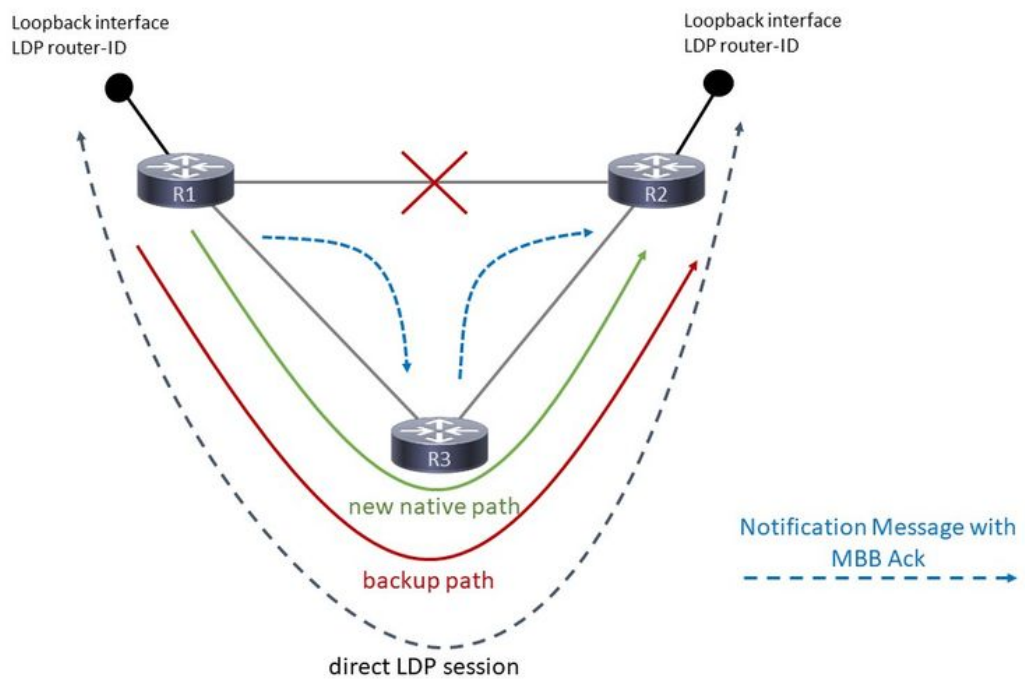 Loopback interface
LDP router-ID
Loopback interface
LDP router-ID
R1
R2
R3
new native path
backup path
direct LDP session
Notification Message with
MBB Ack